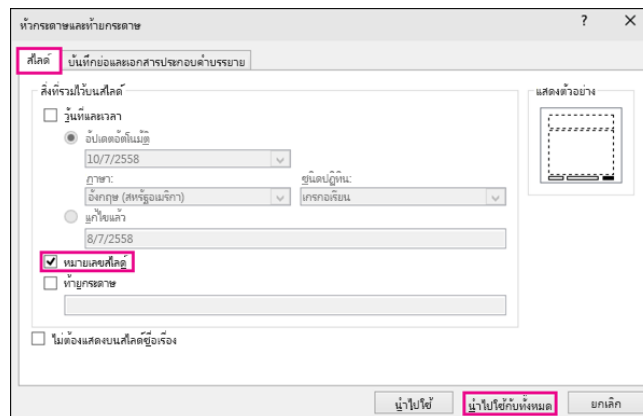 หัวกระดาษและท้ายกระดาษ ? ×
สไลด์ บันทึกย่อและเอกสารประกอบคำบรรยาย
สิ่งที่รวมไว้บนสไลด์ แสดงตัวอย่าง
วันที่และเวลา
อัปเดตอัตโนมัติ
10/7/2558
ภาษา: ชนิดปฏิทิน:
อังกฤษ (สหรัฐอเมริกา) เกรกอเรียน
แก้ไขแล้ว
8/7/2558
หมายเลขสไลด์
ท้ายกระดาษ
ไม่ต้องแสดงบนสไลด์ชื่อเรื่อง
นำไปใช้ นำไปใช้กับทั้งหมด ยกเลิก